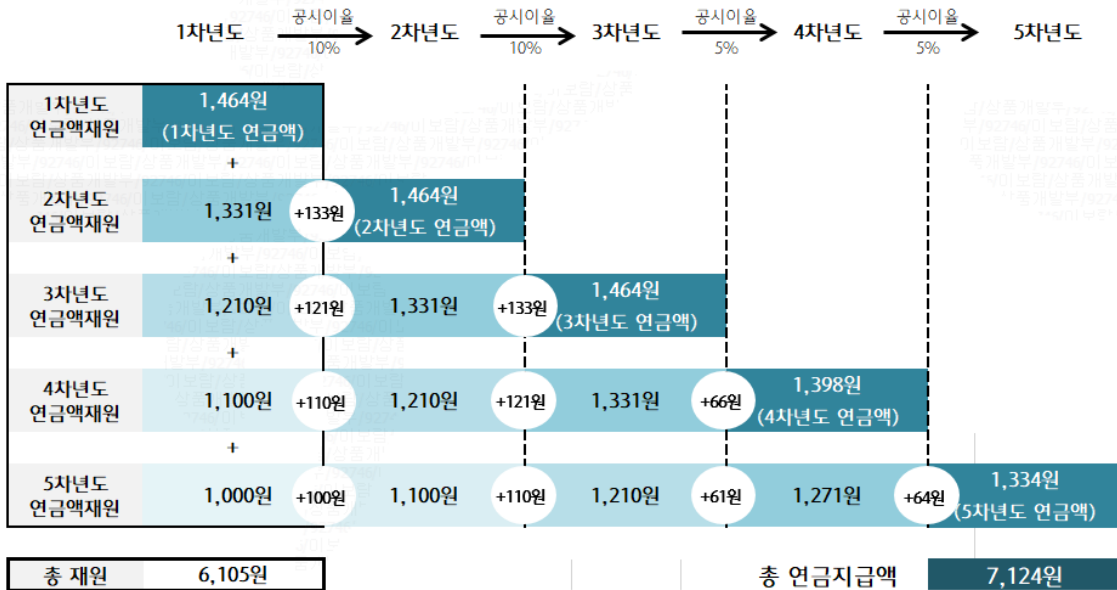 1차년도 공시이율 10% 2차년도 공시이율 10% 3차년도 공시이율 5% 4차년도 공시이율 5% 5차년도
1차년도 1,464원
연금액재원 (1차년도 연금액)
+
2차년도 1,464원
연금액재원 1,331원 +133원 (2차년도 연금액)
+
3차년도 1,464원
연금액재원 1,210원 +121원 1,331원 +133원 (3차년도 연금액)
+
4차년도 1,398원
연금액재원 1,100원 +110원 1,210원 +121원 1,331원 +66원 (4차년도 연금액)
+
5차년도 1,334원
연금액재원 1,000원 +100원 1,100원 +110원 1,210원 +61원 1,271원 +64원 (5차년도 연금액)
총 재원 6,105원 총 연금지급액 7,124원